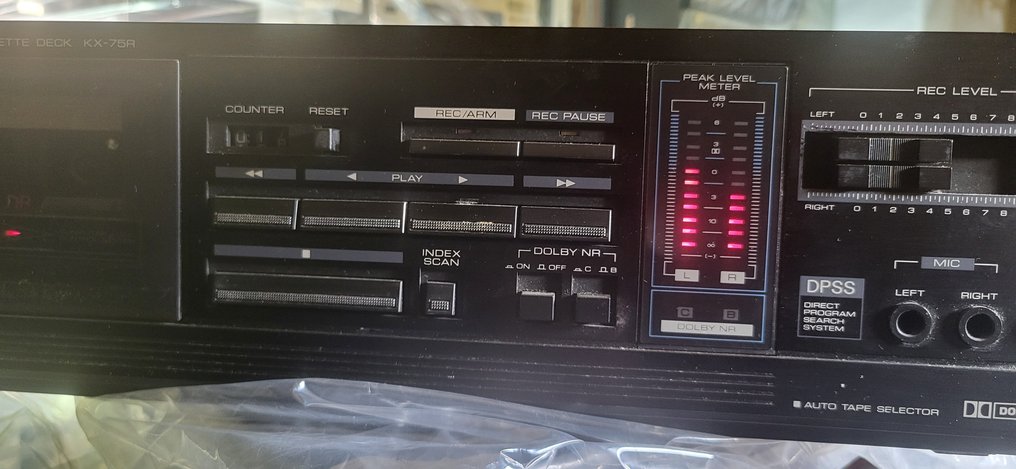 ETTE DECK KX-75R
COUNTER RESET
REC/ARM REC PAUSE
PLAY
INDEX
SCAN
DOLBY NR
ON OFF C B
PEAK LEVEL
METER
dB
(+)
6
3
0
3
10
∞
(−)
L R
C B
DOLBY NR
REC LEVEL
LEFT 0 1 2 3 4 5 6 7 8
RIGHT 0 1 2 3 4 5 6 7 8
MIC
LEFT RIGHT
DPSS
DIRECT
PROGRAM
SEARCH
SYSTEM
AUTO TAPE SELECTOR
DO